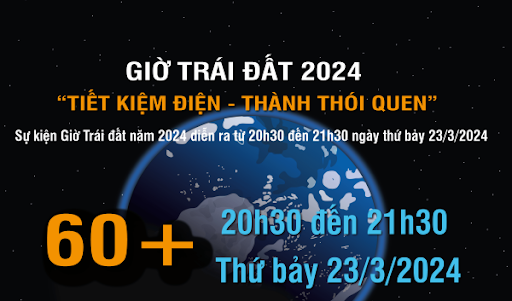 GIỜ TRÁI ĐẤT 2024
“TIẾT KIỆM ĐIỆN - THÀNH THÓI QUEN”
Sự kiện Giờ Trái đất năm 2024 diễn ra từ 20h30 đến 21h30 ngày thứ bảy 23/3/2024
60+
20h30 đến 21h30
Thứ bảy 23/3/2024